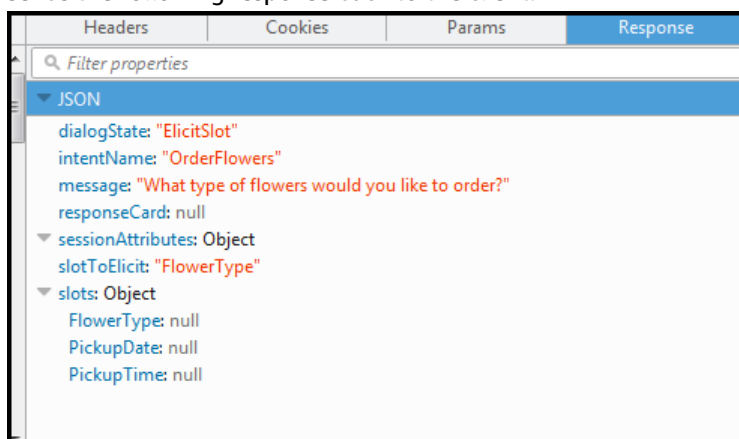 Headers Cookies Params Response
Filter properties
JSON
dialogState: "ElicitSlot"
intentName: "OrderFlowers"
message: "What type of flowers would you like to order?"
responseCard: null
sessionAttributes: Object
slotToElicit: "FlowerType"
slots: Object
FlowerType: null
PickupDate: null
PickupTime: null